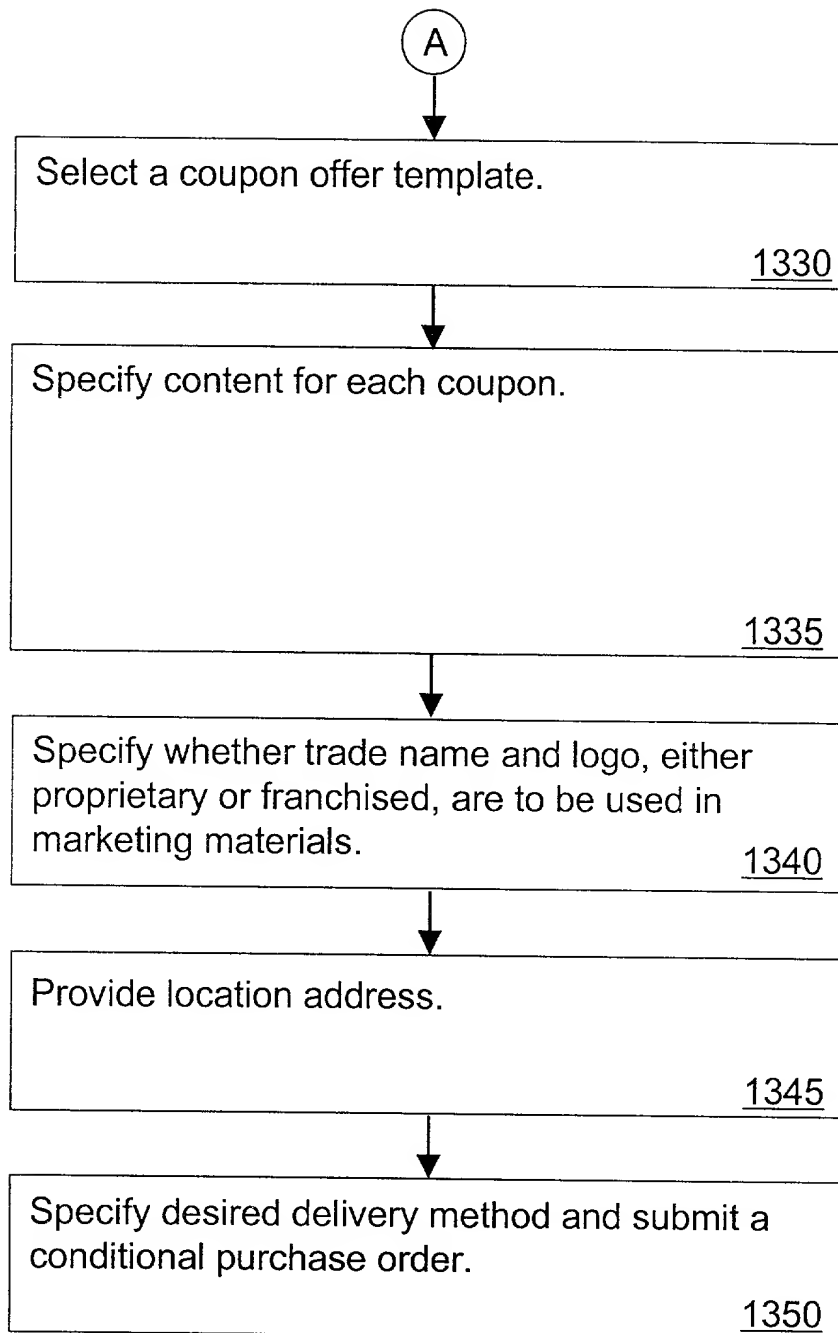 A
Select a coupon offer template.
1330
Specify content for each coupon.
1335
Specify whether trade name and logo, either
proprietary or franchised, are to be used in
marketing materials.
1340
Provide location address.
1345
Specify desired delivery method and submit a
conditional purchase order.
1350